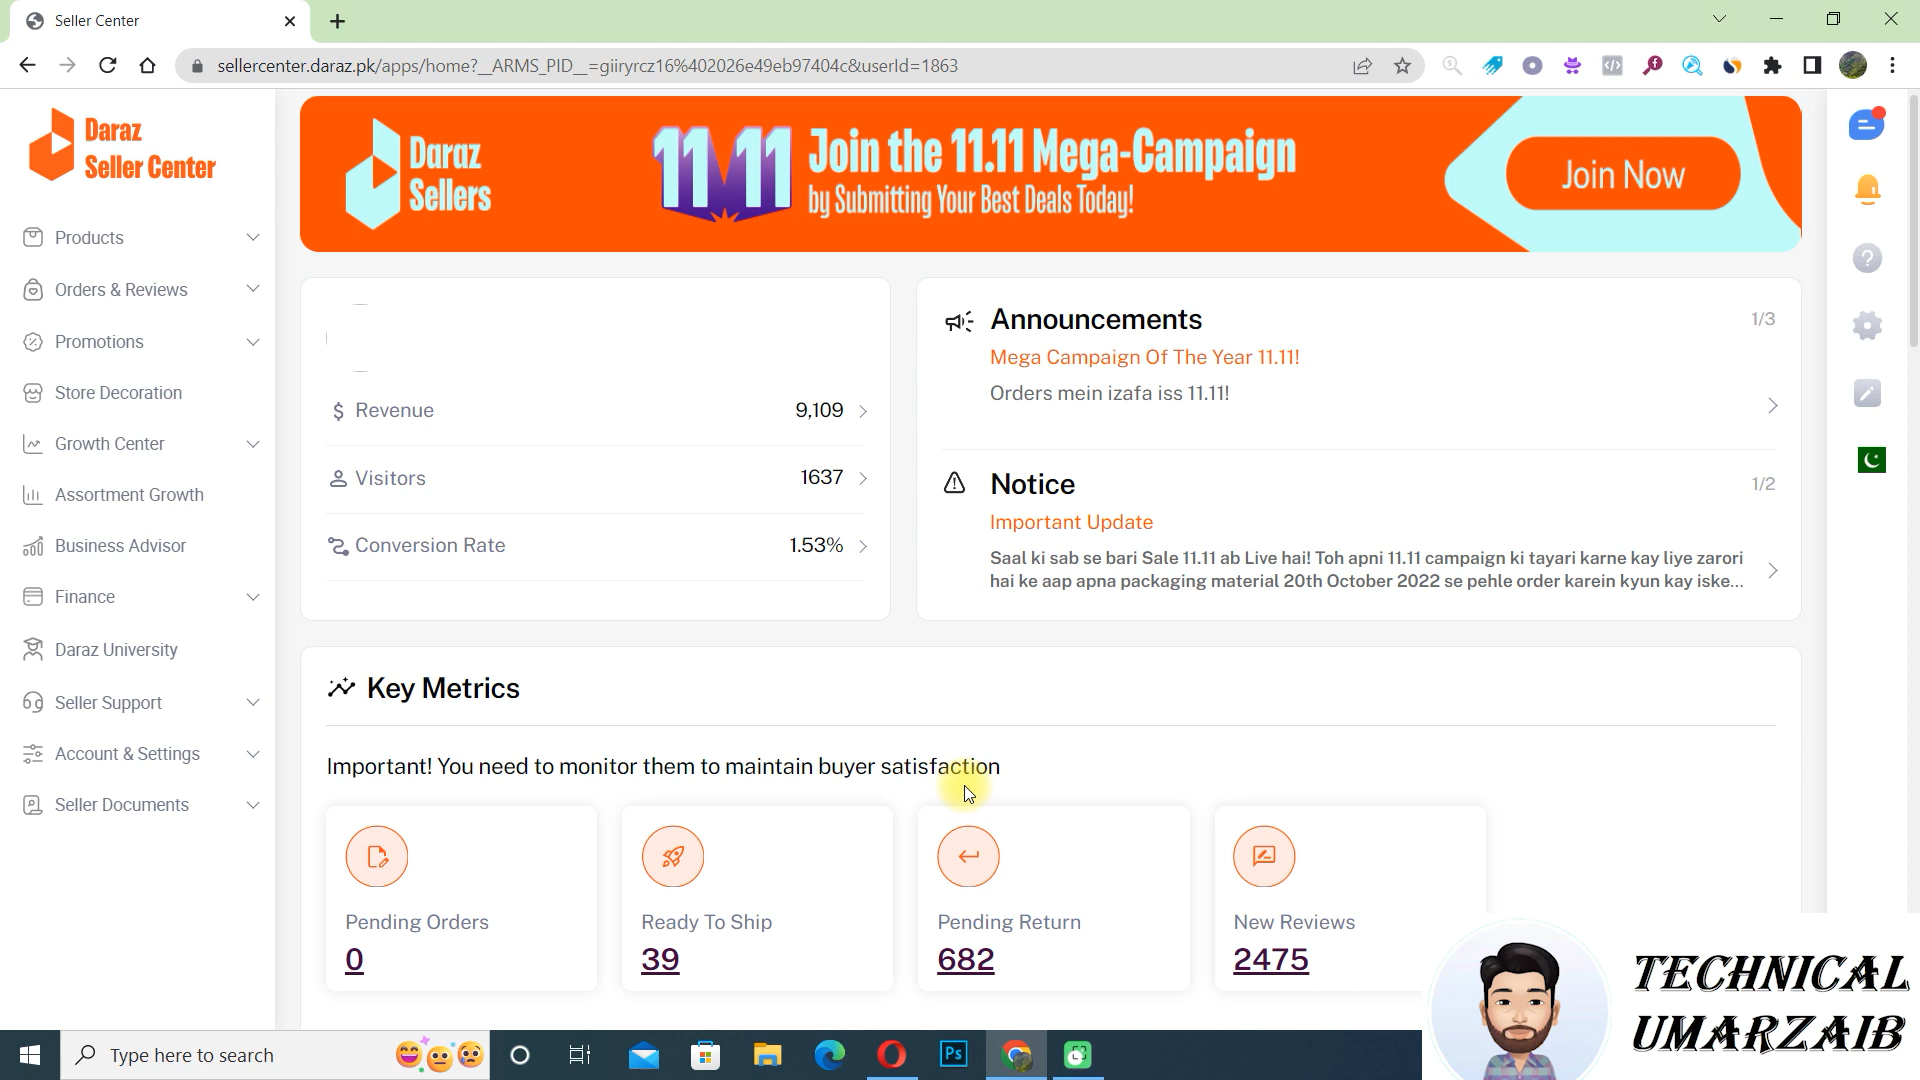 Seller Center
sellercenter.daraz.pk/apps/home?__ARMS_PID__=giiryrcz16%402026e49eb97404c&userId=1863
Daraz
Seller Center
Products
Orders & Reviews
Promotions
Store Decoration
Growth Center
Assortment Growth
Business Advisor
Finance
Daraz University
Seller Support
Account & Settings
Seller Documents
Daraz
Sellers
11 11
Join the 11.11 Mega-Campaign
by Submitting Your Best Deals Today!
Join Now
$ Revenue 9,109
Visitors 1637
Conversion Rate 1.53%
Announcements 1/3
Mega Campaign Of The Year 11.11!
Orders mein izafa iss 11.11!
Notice 1/2
Important Update
Saal ki sab se bari Sale 11.11 ab Live hai! Toh apni 11.11 campaign ki tayari karne kay liye zarori
hai ke aap apna packaging material 20th October 2022 se pehle order karein kyun kay iske...
Key Metrics
Important! You need to monitor them to maintain buyer satisfaction
Pending Orders
0
Ready To Ship
39
Pending Return
682
New Reviews
2475
Type here to search
Ps
TECHNICAL
UMARZAIB